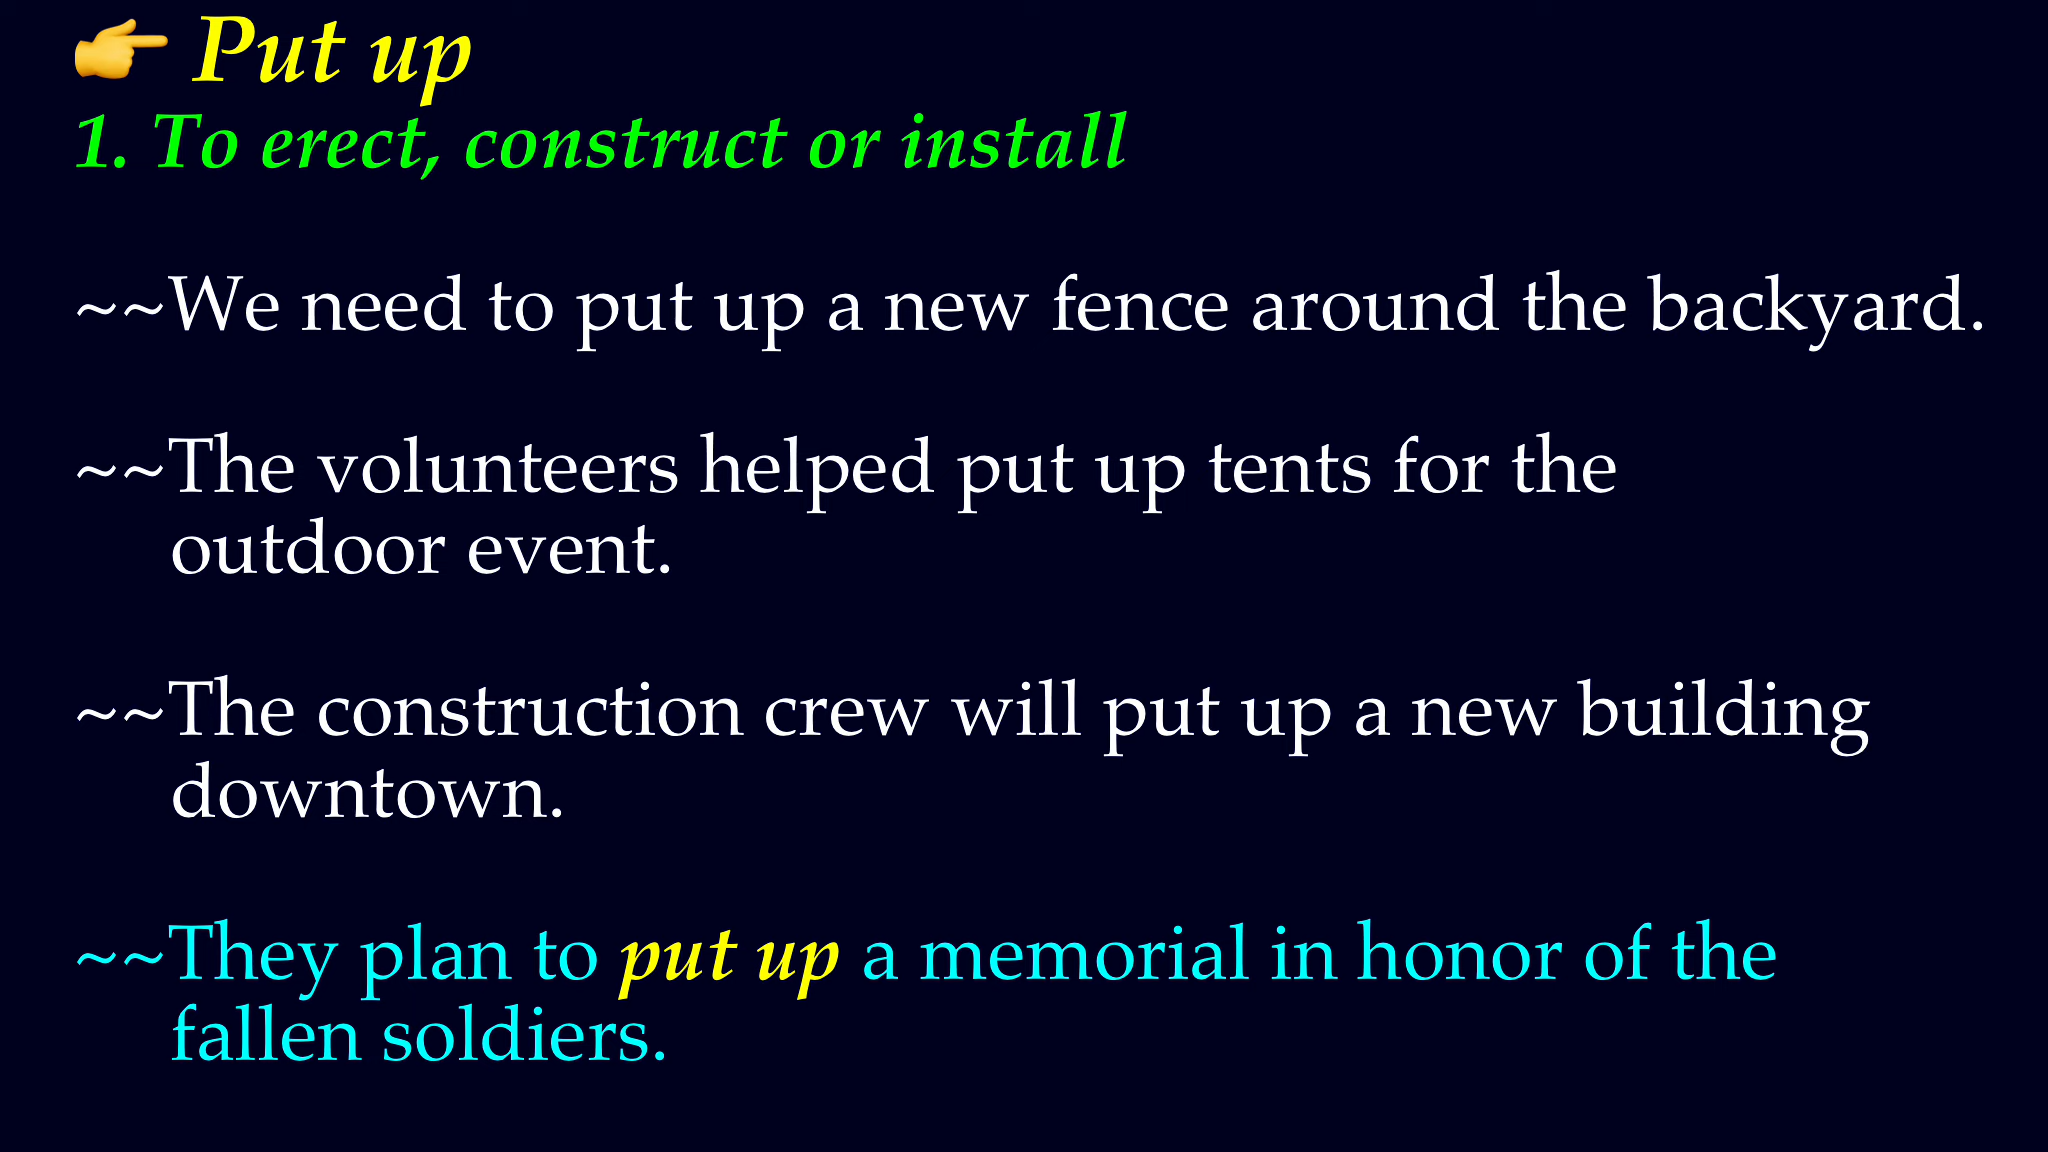 👉 Put up
1. To erect, construct or install
~~We need to put up a new fence around the backyard.
~~The volunteers helped put up tents for the
outdoor event.
~~The construction crew will put up a new building
downtown.
~~They plan to put up a memorial in honor of the
fallen soldiers.